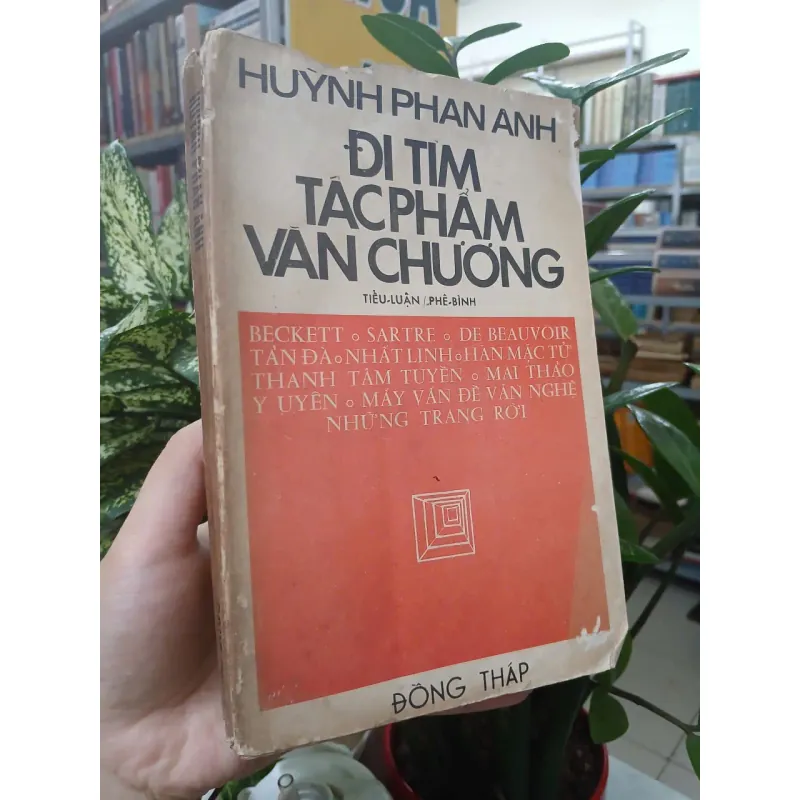 HUỲNH PHAN ANH
ĐI TÌM
TÁC PHẨM
VĂN CHƯƠNG
TIỂU-LUẬN / PHÊ-BÌNH
BECKETT o SARTRE o DE BEAUVOIR
TẢN ĐÀ o NHẤT LINH o HÀN MẶC TỬ
THANH TÂM TUYỀN o MAI THẢO
Y UYÊN o MẤY VẤN ĐỀ VĂN NGHỆ
NHỮNG TRANG RỜI
ĐỒNG THÁP